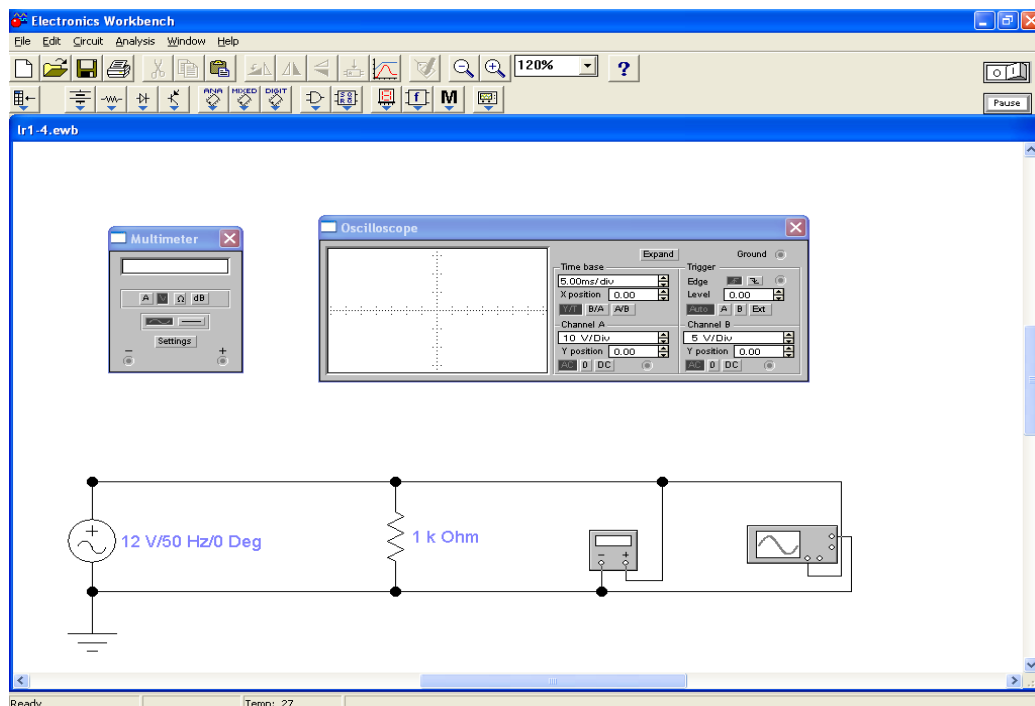 Electronics Workbench
File Edit Circuit Analysis Window Help
120% ?
ANA MIXED DIGIT f M
Pause
lr1-4.ewb
Multimeter
A V Ω dB
Settings
− +
Oscilloscope
Expand Ground
Time base Trigger
5.00ms/div Edge
X position 0.00 Level 0.00
Y/T B/A A/B Auto A B Ext
Channel A Channel B
10 V/Div 5 V/Div
Y position 0.00 Y position 0.00
AC 0 DC AC 0 DC
12 V/50 Hz/0 Deg
1 k Ohm
Ready Temp: 27